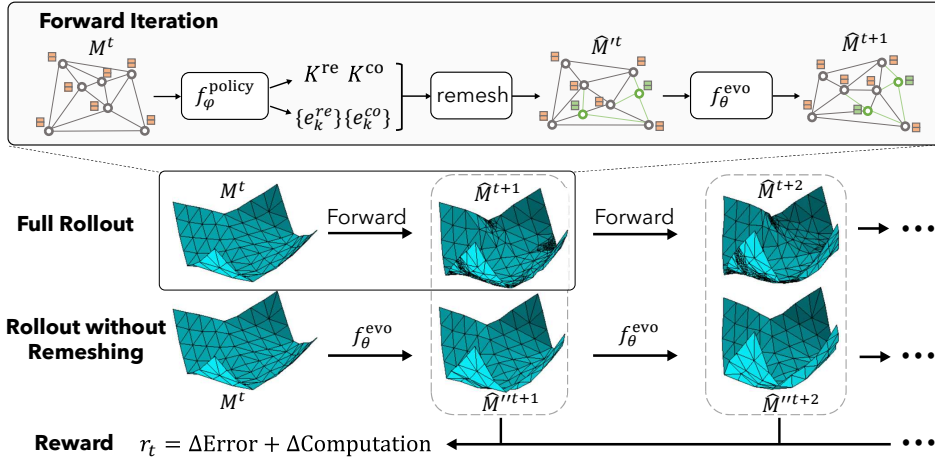 Forward Iteration
M^t
f_φ^policy
K^re K^co
{e_k^re}{e_k^co}
remesh
M̂′^t
f_θ^evo
M̂^t+1
Full Rollout
M^t
Forward
M̂^t+1
Forward
M̂^t+2
•••
Rollout without
Remeshing
M^t
f_θ^evo
M̂′′^t+1
f_θ^evo
M̂′′^t+2
•••
Reward r_t = ΔError + ΔComputation
•••